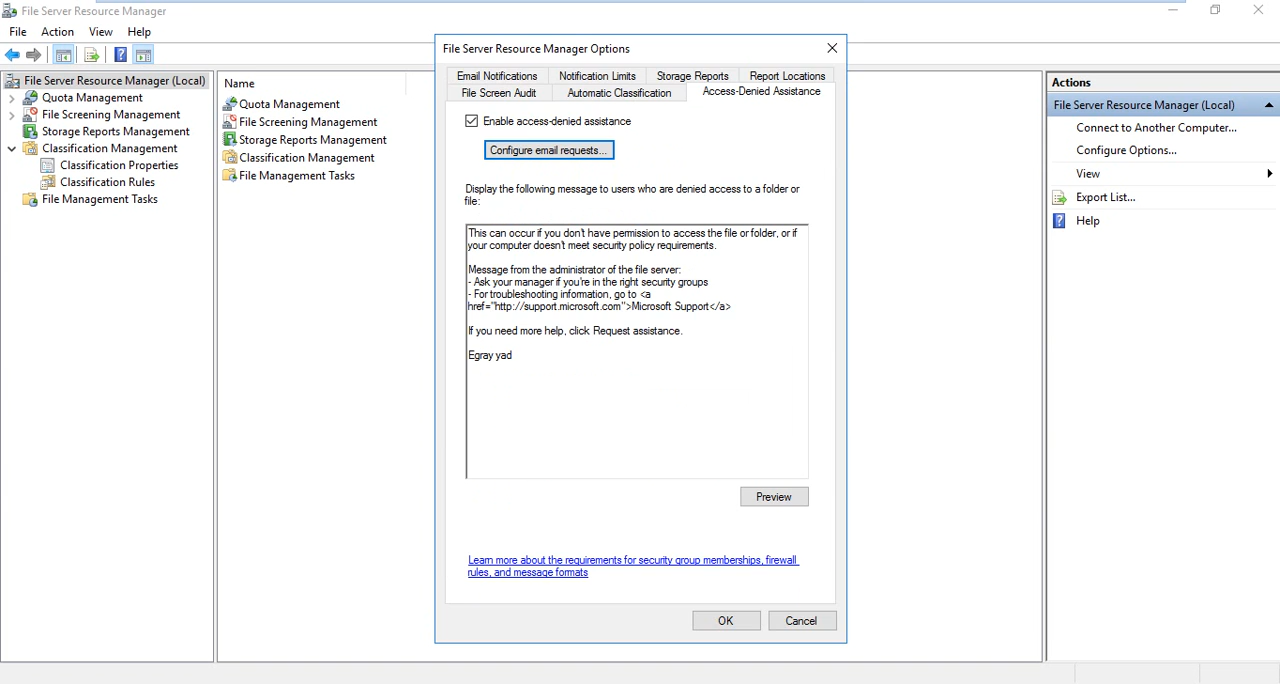 File Server Resource Manager
File Action View Help
File Server Resource Manager (Local)
Quota Management
File Screening Management
Storage Reports Management
Classification Management
Classification Properties
Classification Rules
File Management Tasks
Name
Quota Management
File Screening Management
Storage Reports Management
Classification Management
File Management Tasks
File Server Resource Manager Options
Email Notifications Notification Limits Storage Reports Report Locations
File Screen Audit Automatic Classification Access-Denied Assistance
Enable access-denied assistance
Configure email requests...
Display the following message to users who are denied access to a folder or
file:
This can occur if you don't have permission to access the file or folder, or if
your computer doesn't meet security policy requirements.
Message from the administrator of the file server:
- Ask your manager if you're in the right security groups
- For troubleshooting information, go to <a
href="http://support.microsoft.com">Microsoft Support</a>
If you need more help, click Request assistance.
Egray yad
Preview
Learn more about the requirements for security group memberships, firewall
rules, and message formats
OK Cancel
Actions
File Server Resource Manager (Local)
Connect to Another Computer...
Configure Options...
View
Export List...
Help